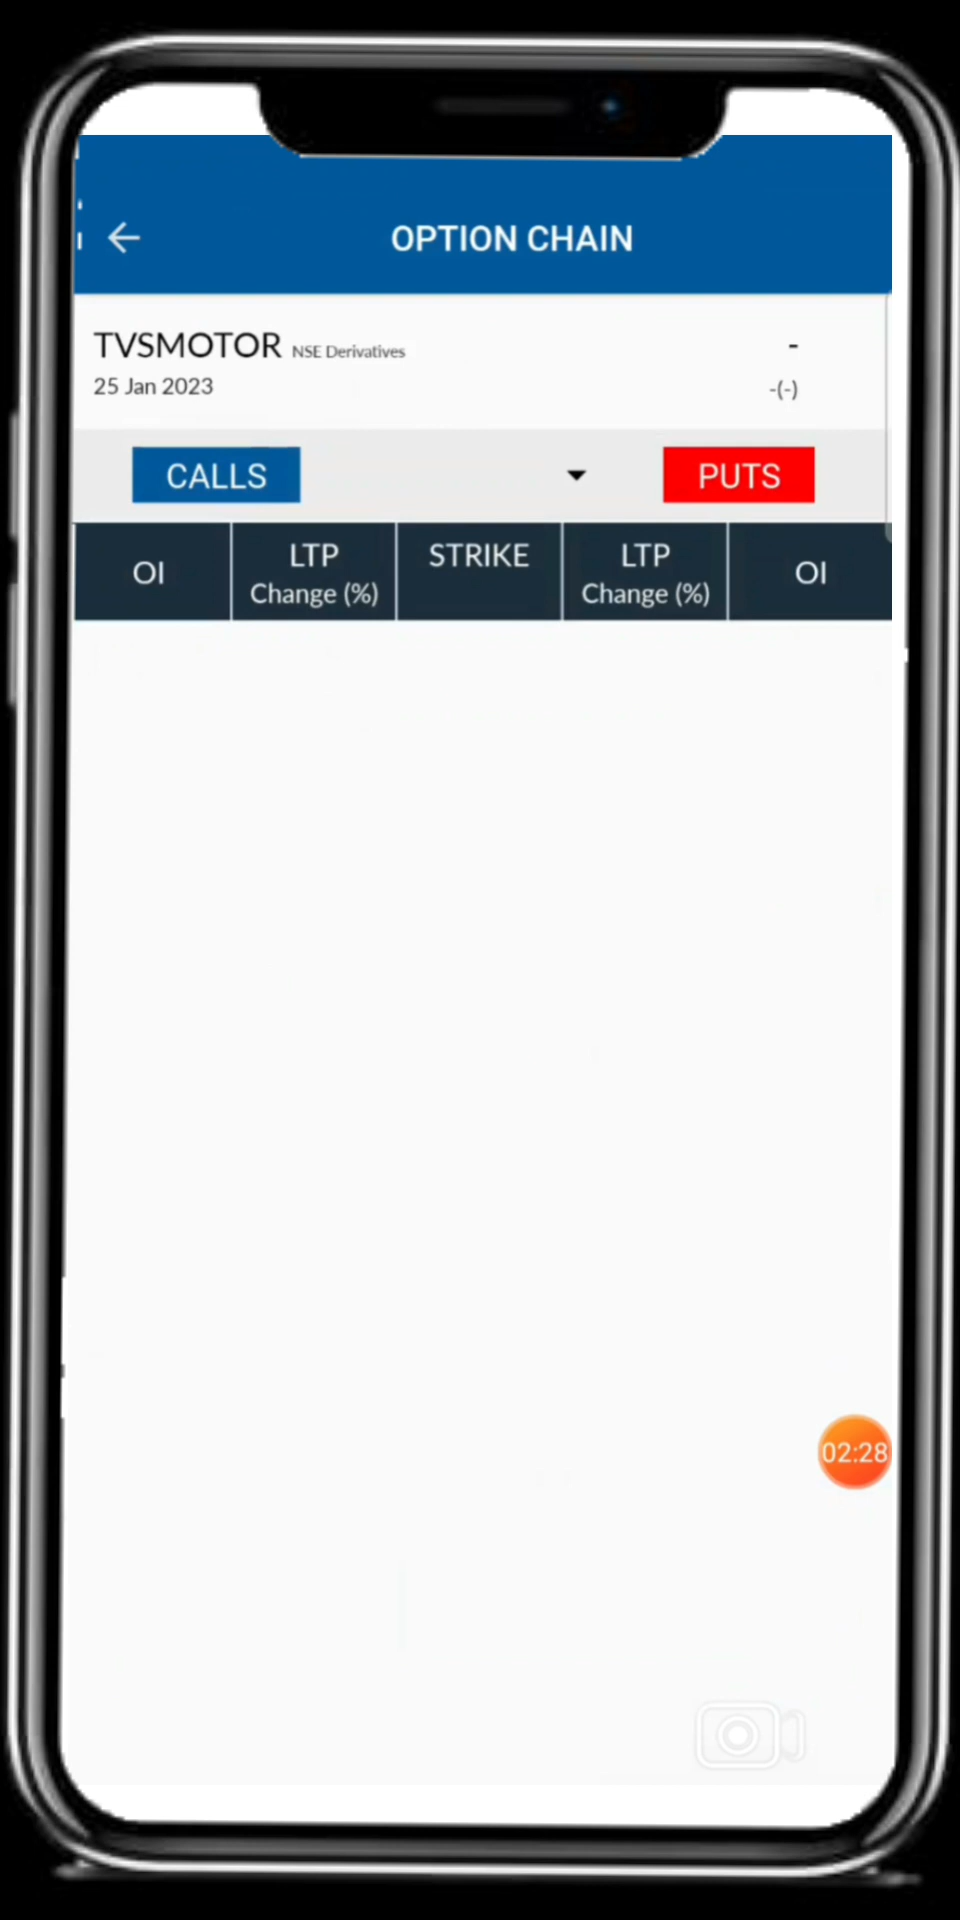 OPTION CHAIN
TVSMOTOR NSE Derivatives
-
25 Jan 2023
-(-)
CALLS
PUTS
OI
LTP
Change (%)
STRIKE
LTP
Change (%)
OI
02:28